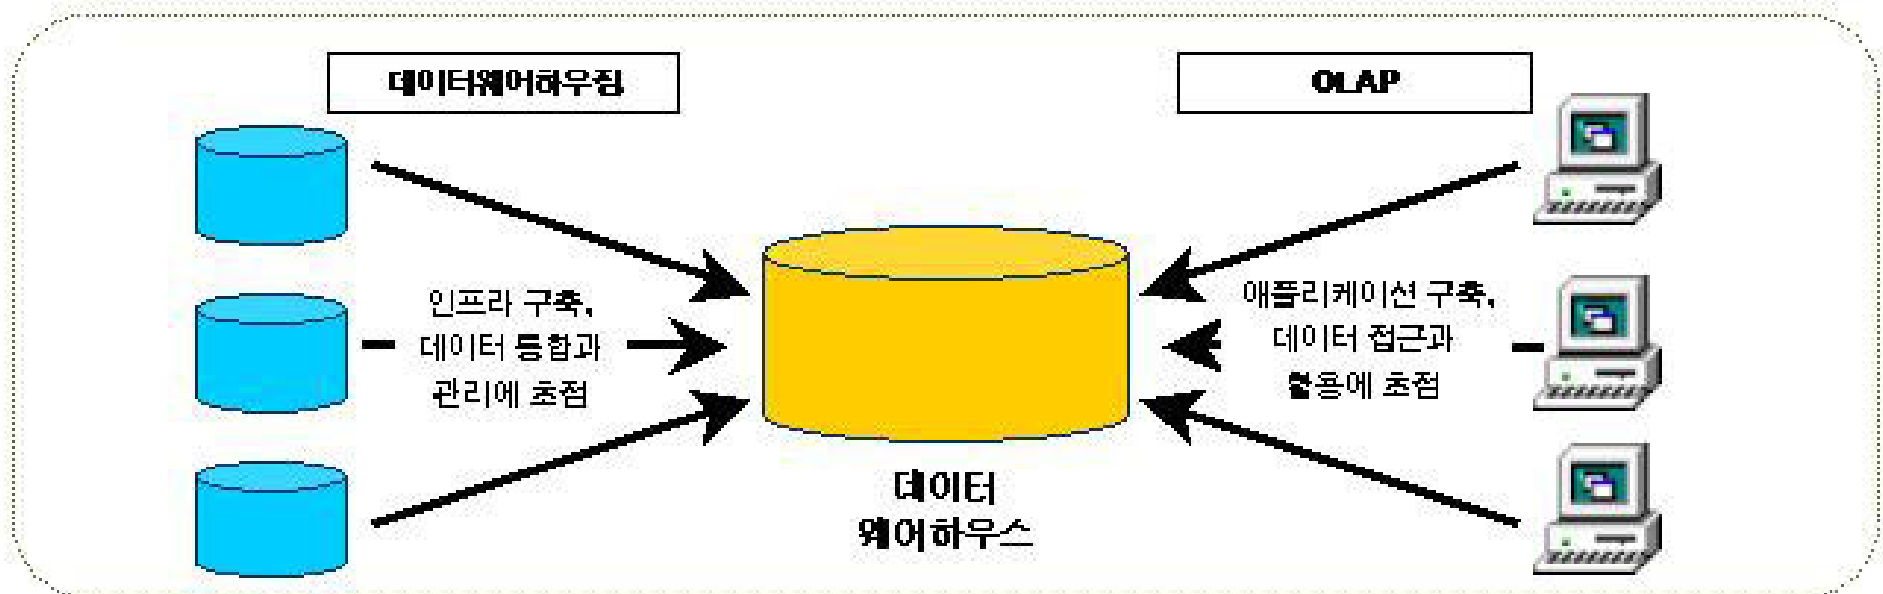 데이터웨어하우징
OLAP
인프라 구축,
데이터 통합과
관리에 초점
애플리케이션 구축,
데이터 접근과
활용에 초점
데이터
웨어하우스